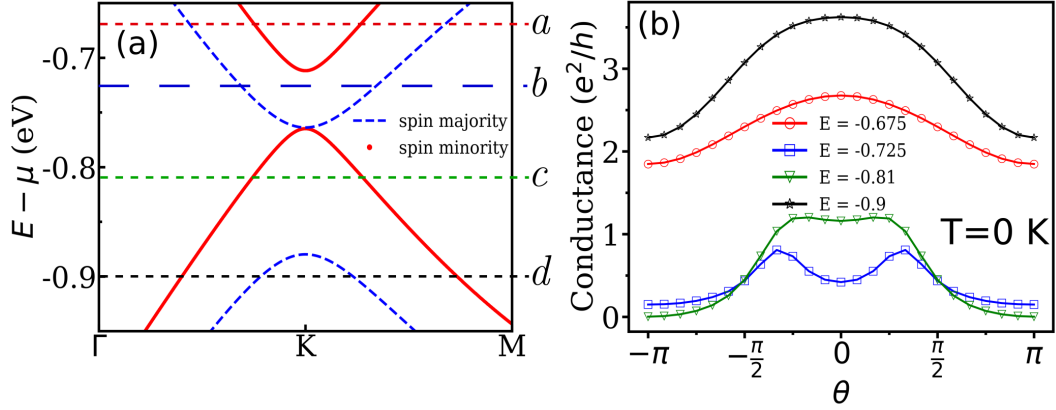 (a)
E − μ (eV)
-0.7
-0.8
-0.9
Γ
K
M
spin majority
spin minority
a
b
c
d
(b)
Conductance (e²/h)
3
2
1
0
−π
−π/2
0
π/2
π
θ
E = -0.675
E = -0.725
E = -0.81
E = -0.9
T=0 K